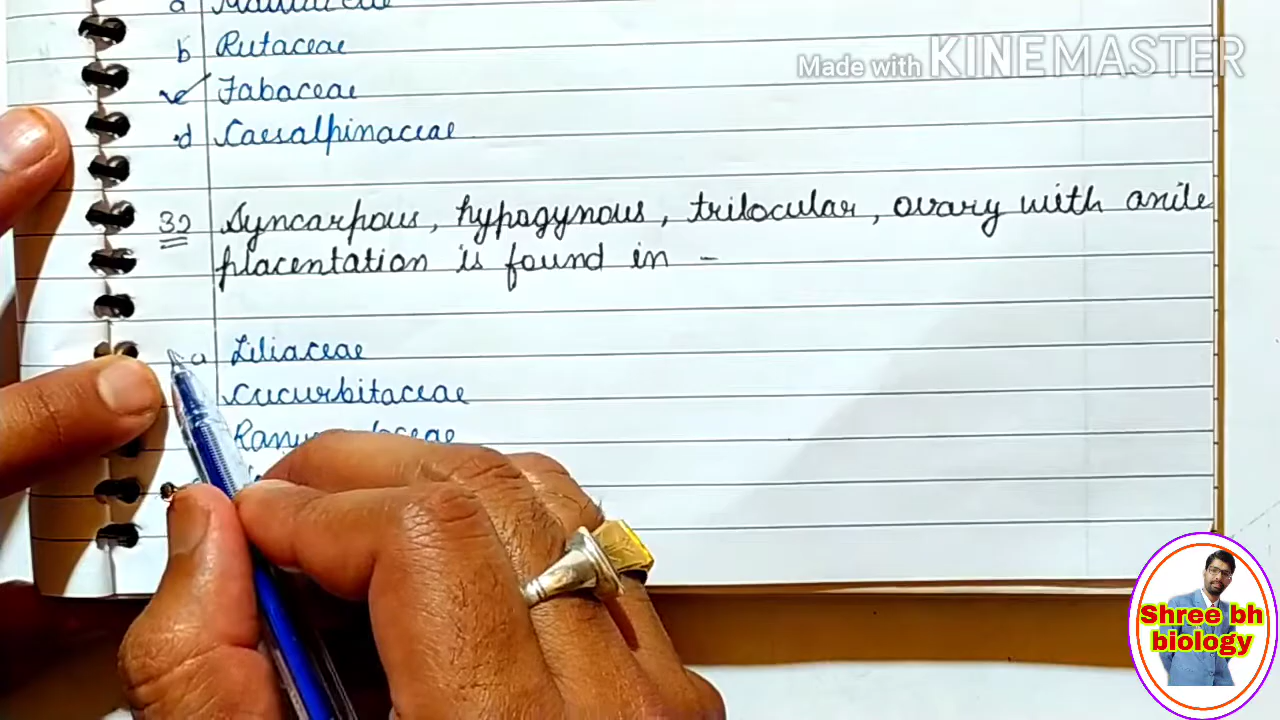 b Rutaceae
c Fabaceae
d Caesalpinaceae
Made with KINEMASTER
32 Syncarpous, hypogynous, trilocular, ovary with axile
placentation is found in -
a Liliaceae
Cucurbitaceae
Shree bh
biology